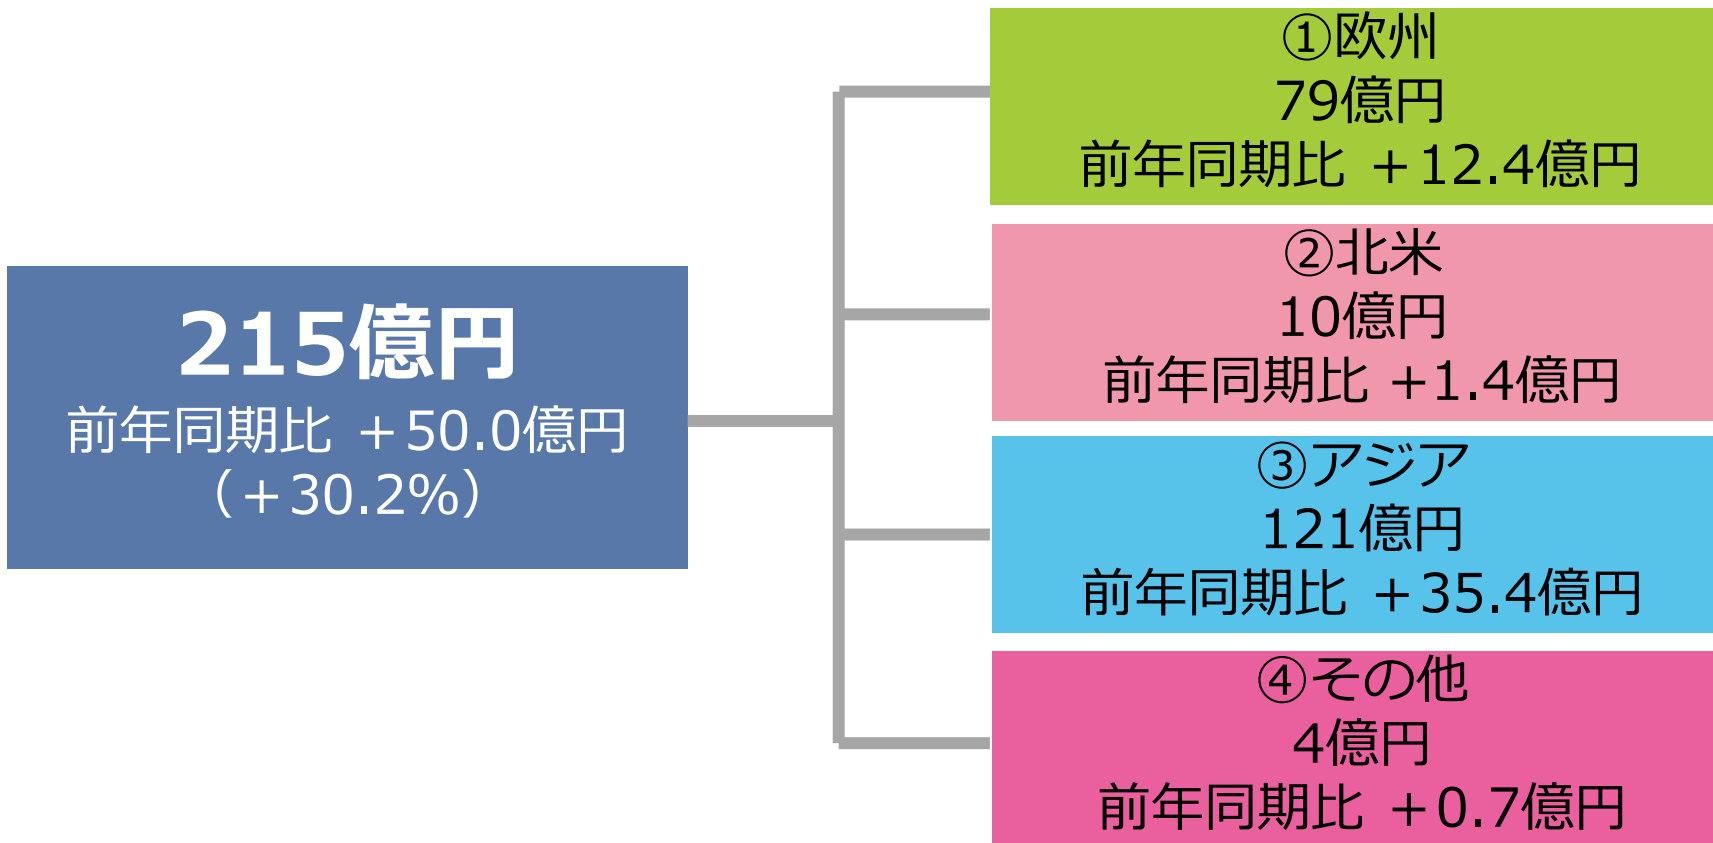 215億円
前年同期比 +50.0億円
(+30.2%)
①欧州
79億円
前年同期比 +12.4億円
②北米
10億円
前年同期比 +1.4億円
③アジア
121億円
前年同期比 +35.4億円
④その他
4億円
前年同期比 +0.7億円